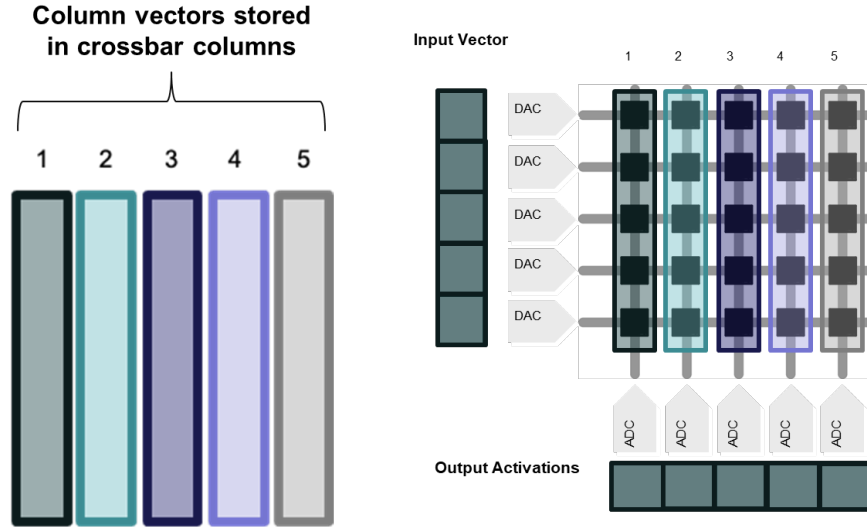 Column vectors stored
in crossbar columns
1 2 3 4 5
Input Vector
1 2 3 4 5
DAC
DAC
DAC
DAC
DAC
ADC ADC ADC ADC ADC
Output Activations